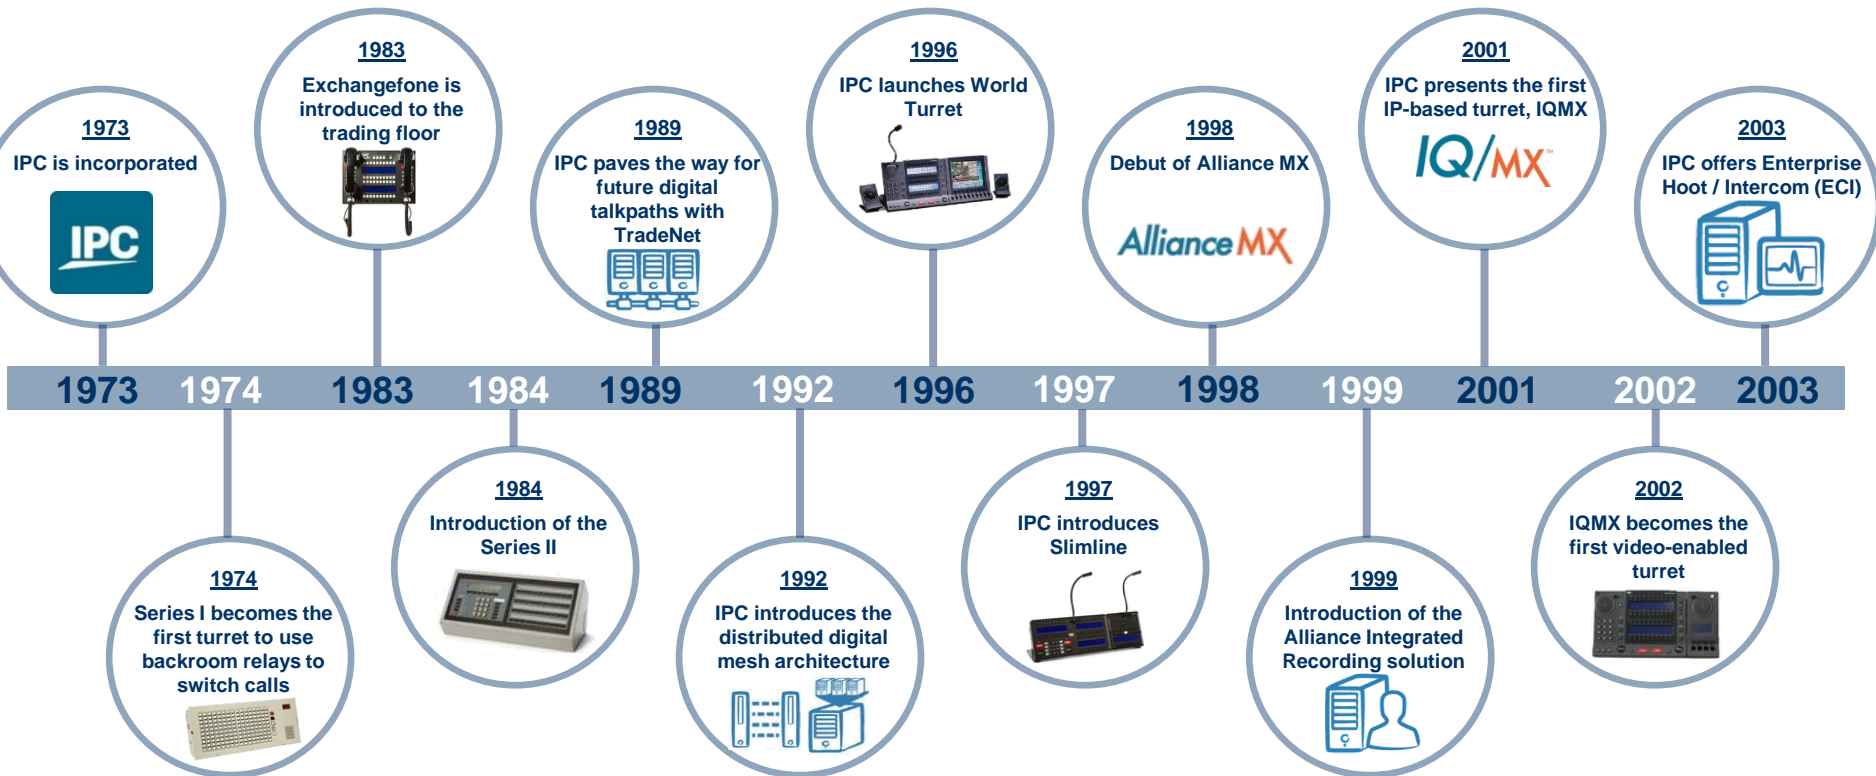 1973
IPC is incorporated
IPC
1983
Exchangefone is
introduced to the
trading floor
1989
IPC paves the way for
future digital
talkpaths with
TradeNet
1996
IPC launches World
Turret
1998
Debut of Alliance MX
Alliance MX
2001
IPC presents the first
IP-based turret, IQMX
IQ/MX™
2003
IPC offers Enterprise
Hoot / Intercom (ECI)
1973 1974 1983 1984 1989 1992 1996 1997 1998 1999 2001 2002 2003
1974
Series I becomes the
first turret to use
backroom relays to
switch calls
1984
Introduction of the
Series II
1992
IPC introduces the
distributed digital
mesh architecture
1997
IPC introduces
Slimline
1999
Introduction of the
Alliance Integrated
Recording solution
2002
IQMX becomes the
first video-enabled
turret